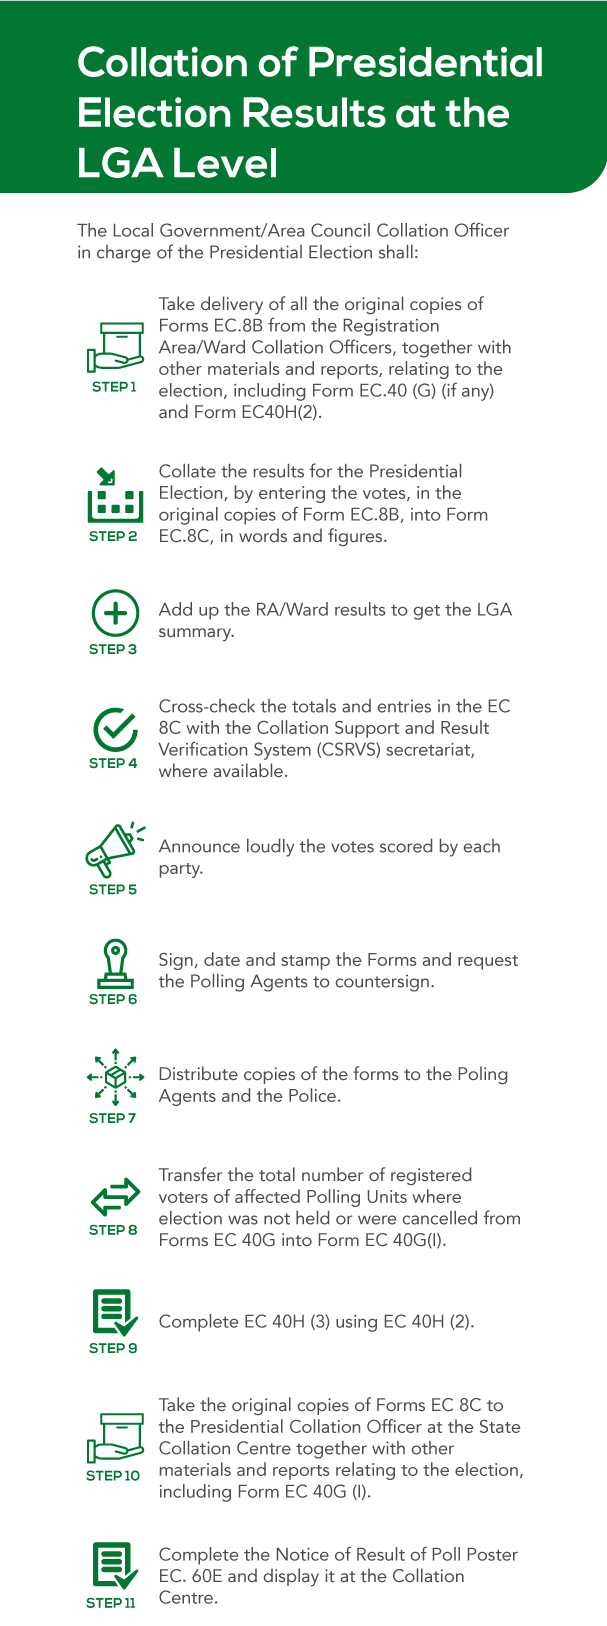 Collation of Presidential
Election Results at the
LGA Level
The Local Government/Area Council Collation Officer
in charge of the Presidential Election shall:
Take delivery of all the original copies of
Forms EC.8B from the Registration
Area/Ward Collation Officers, together with
other materials and reports, relating to the
election, including Form EC.40 (G) (if any)
and Form EC40H(2).
STEP 1
Collate the results for the Presidential
Election, by entering the votes, in the
original copies of Form EC.8B, into Form
EC.8C, in words and figures.
STEP 2
Add up the RA/Ward results to get the LGA
summary.
STEP 3
Cross-check the totals and entries in the EC
8C with the Collation Support and Result
Verification System (CSRVS) secretariat,
where available.
STEP 4
Announce loudly the votes scored by each
party.
STEP 5
Sign, date and stamp the Forms and request
the Polling Agents to countersign.
STEP 6
Distribute copies of the forms to the Poling
Agents and the Police.
STEP 7
Transfer the total number of registered
voters of affected Polling Units where
election was not held or were cancelled from
Forms EC 40G into Form EC 40G(I).
STEP 8
Complete EC 40H (3) using EC 40H (2).
STEP 9
Take the original copies of Forms EC 8C to
the Presidential Collation Officer at the State
Collation Centre together with other
materials and reports relating to the election,
including Form EC 40G (I).
STEP 10
Complete the Notice of Result of Poll Poster
EC. 60E and display it at the Collation
Centre.
STEP 11